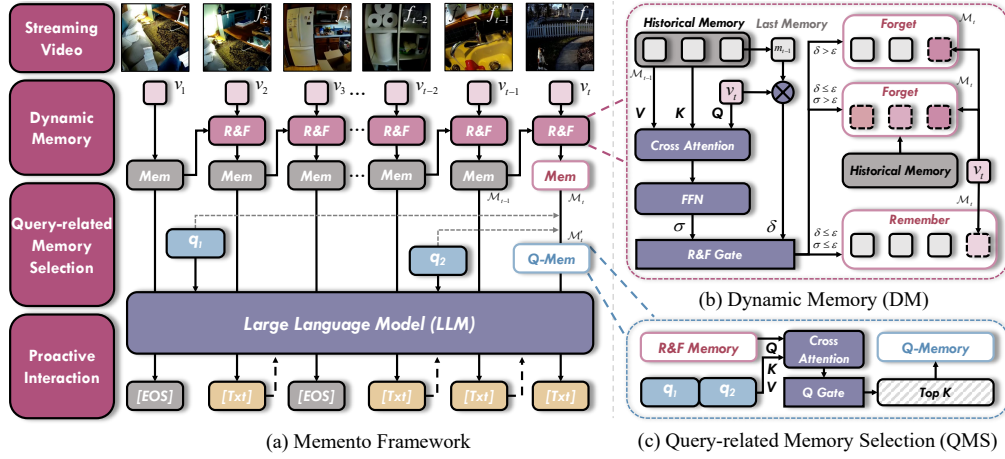 Streaming Video
f₁
f₂
f₃
fₜ₋₂
fₜ₋₁
fₜ
v₁
v₂
v₃
...
vₜ₋₂
vₜ₋₁
vₜ
Dynamic Memory
R&F
R&F
...
R&F
R&F
R&F
Mem
Mem
Mem
...
Mem
Mem
Mem
ℳₜ₋₁
ℳₜ
Query-related Memory Selection
q₁
q₂
ℳ'ₜ
Q-Mem
Large Language Model (LLM)
Proactive Interaction
[EOS]
[Txt]
[EOS]
[Txt]
[Txt]
[Txt]
(a) Memento Framework
Historical Memory
Last Memory
mₜ₋₁
ℳₜ₋₁
vₜ
V
K
Q
Cross Attention
FFN
σ
δ
R&F Gate
δ > ε
Forget
ℳₜ
δ ≤ ε
σ > ε
Forget
ℳₜ
Historical Memory
vₜ
ℳₜ
δ ≤ ε
σ ≤ ε
Remember
(b) Dynamic Memory (DM)
R&F Memory
Q
K
V
Cross Attention
Q-Memory
q₁
q₂
Q Gate
Top K
(c) Query-related Memory Selection (QMS)